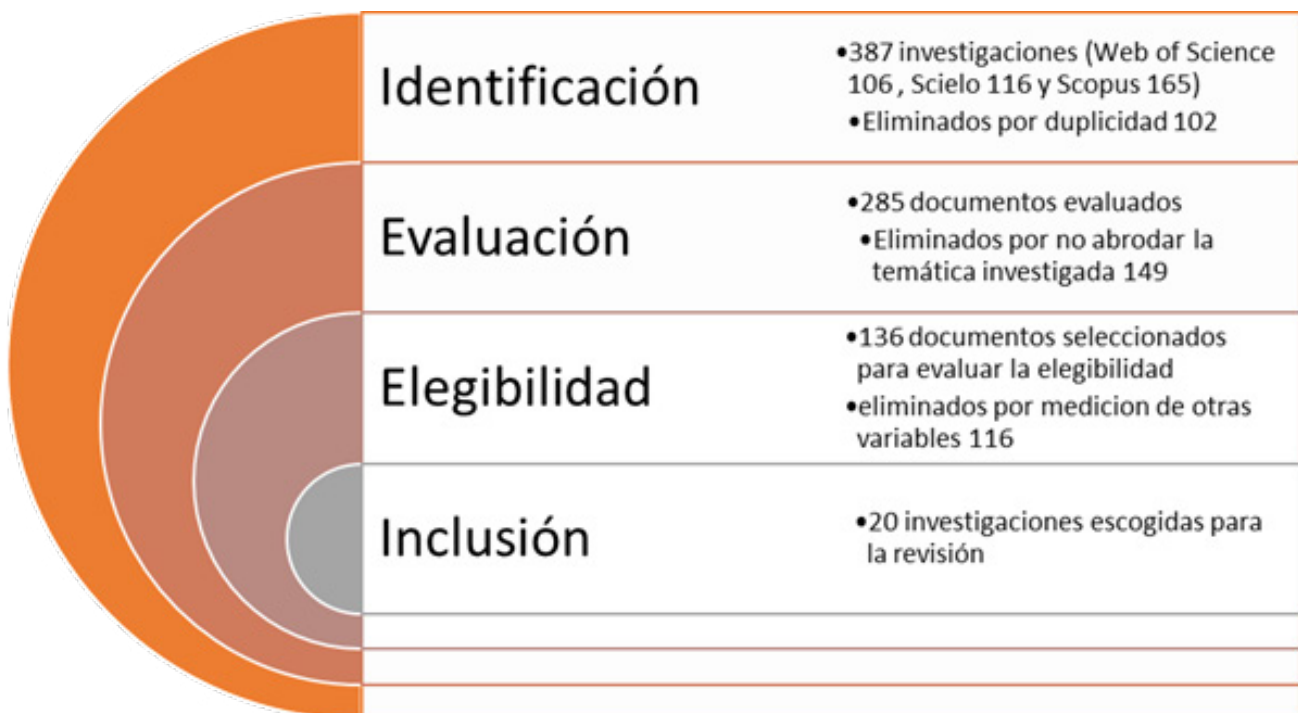 Identificación
•387 investigaciones (Web of Science
106 , Scielo 116 y Scopus 165)
•Eliminados por duplicidad 102
Evaluación
•285 documentos evaluados
•Eliminados por no abrodar la
temática investigada 149
Elegibilidad
•136 documentos seleccionados
para evaluar la elegibilidad
•eliminados por medicion de otras
variables 116
Inclusión
•20 investigaciones escogidas para
la revisión